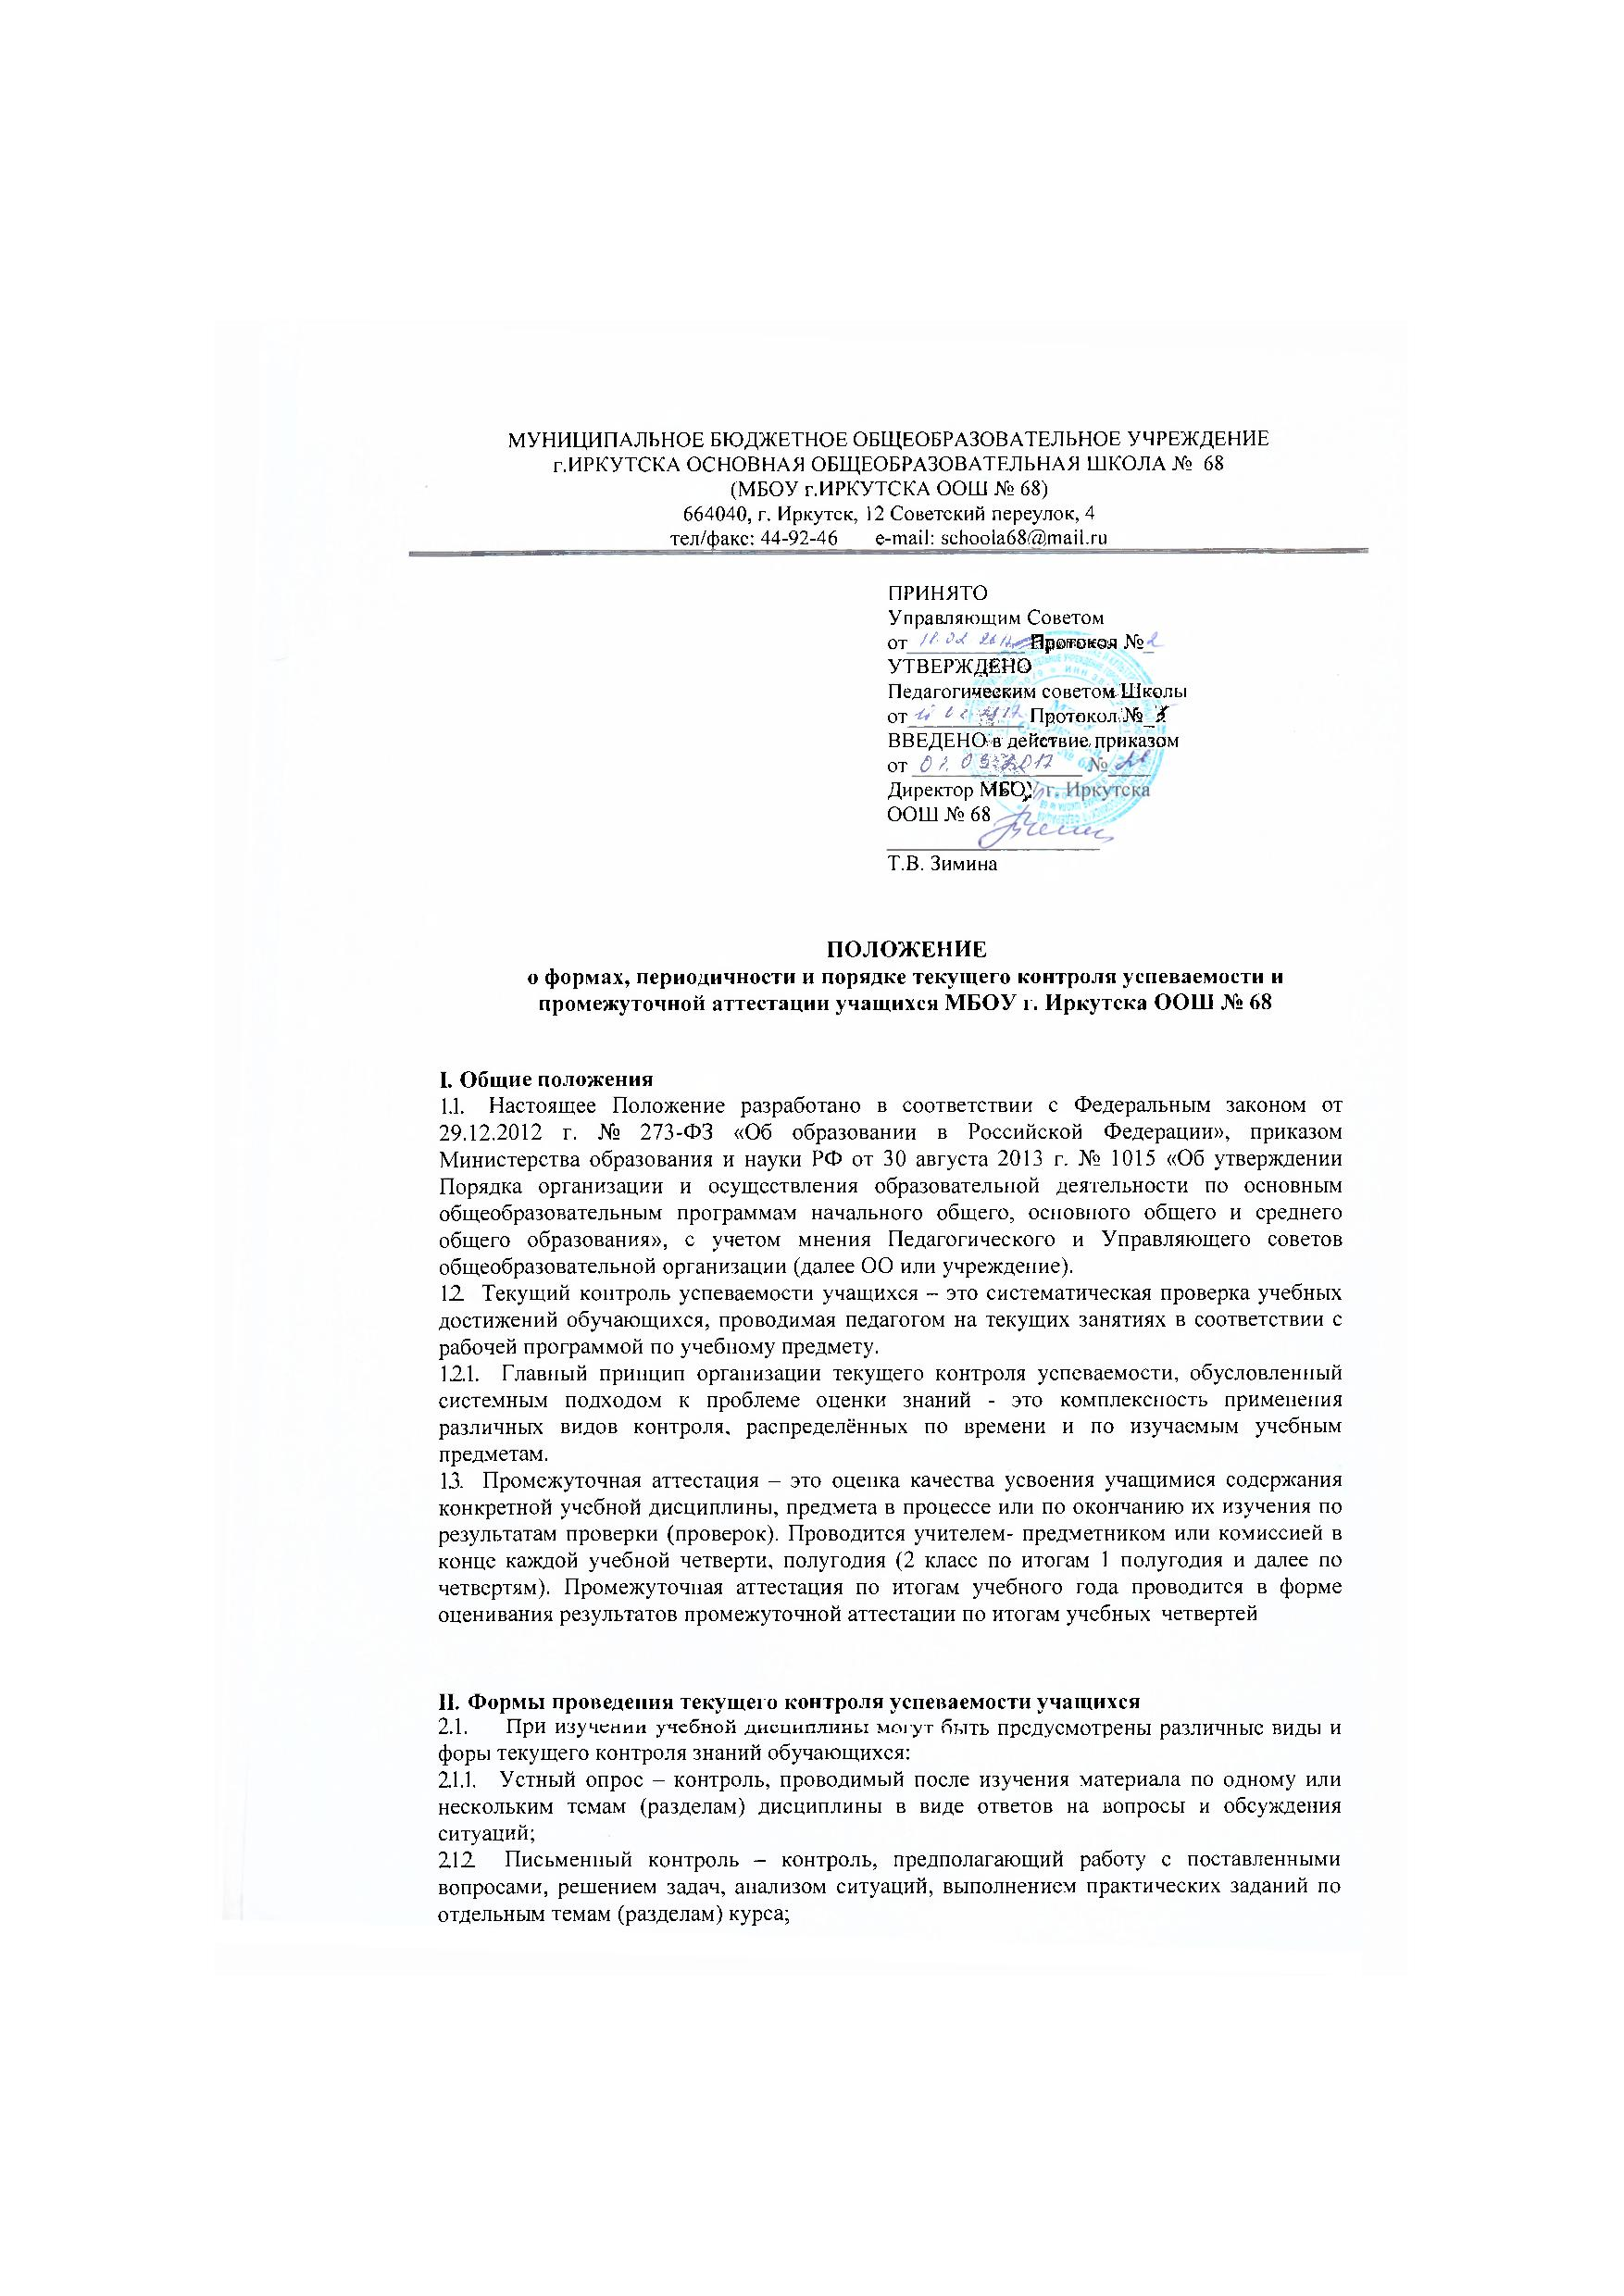 МУНИЦИПАЛЬНОЕ БЮДЖЕТНОЕ ОБЩЕОБРАЗОВАТЕЛЬНОЕ УЧРЕЖДЕНИЕ
г.ИРКУТСКА ОСНОВНАЯ ОБЩЕОБРАЗОВАТЕЛЬНАЯ ШКОЛА № 68
(МБОУ г.ИРКУТСКА ООШ № 68)
664040, г. Иркутск, 12 Советский переулок, 4
тел/факс: 44-92-46 e-mail: schoola68@mail.ru
ПРИНЯТО
Управляющим Советом
от Протокол № 2
УТВЕРЖДЕНО
Педагогическим советом Школы
от Протокол №
ВВЕДЕНО в действие приказом
от 01.03.2017 №
Директор МБОУ г. Иркутска
ООШ № 68
Т.В. Зимина
ПОЛОЖЕНИЕ
о формах, периодичности и порядке текущего контроля успеваемости и
промежуточной аттестации учащихся МБОУ г. Иркутска ООШ № 68
I. Общие положения
1.1. Настоящее Положение разработано в соответствии с Федеральным законом от
29.12.2012 г. № 273-ФЗ «Об образовании в Российской Федерации», приказом
Министерства образования и науки РФ от 30 августа 2013 г. № 1015 «Об утверждении
Порядка организации и осуществления образовательной деятельности по основным
общеобразовательным программам начального общего, основного общего и среднего
общего образования», с учетом мнения Педагогического и Управляющего советов
общеобразовательной организации (далее ОО или учреждение).
1.2. Текущий контроль успеваемости учащихся – это систематическая проверка учебных
достижений обучающихся, проводимая педагогом на текущих занятиях в соответствии с
рабочей программой по учебному предмету.
1.2.1. Главный принцип организации текущего контроля успеваемости, обусловленный
системным подходом к проблеме оценки знаний - это комплексность применения
различных видов контроля, распределённых по времени и по изучаемым учебным
предметам.
1.3. Промежуточная аттестация – это оценка качества усвоения учащимися содержания
конкретной учебной дисциплины, предмета в процессе или по окончанию их изучения по
результатам проверки (проверок). Проводится учителем- предметником или комиссией в
конце каждой учебной четверти, полугодия (2 класс по итогам 1 полугодия и далее по
четвертям). Промежуточная аттестация по итогам учебного года проводится в форме
оценивания результатов промежуточной аттестации по итогам учебных четвертей
II. Формы проведения текущего контроля успеваемости учащихся
2.1. При изучении учебной дисциплины могут быть предусмотрены различные виды и
форы текущего контроля знаний обучающихся:
2.1.1. Устный опрос – контроль, проводимый после изучения материала по одному или
нескольким темам (разделам) дисциплины в виде ответов на вопросы и обсуждения
ситуаций;
2.1.2. Письменный контроль – контроль, предполагающий работу с поставленными
вопросами, решением задач, анализом ситуаций, выполнением практических заданий по
отдельным темам (разделам) курса;